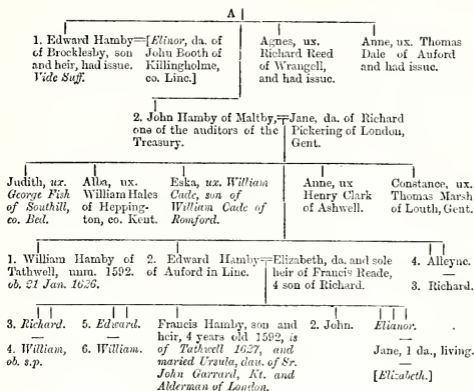 A
1. Edward Hamby=[Elinor, da. of
of Brocklesby, son John Booth of
and heir, had issue. Killingholme,
Vide Suff. co. Linc.]
Agnes, ux.
Richard Reed
of Wrangell,
and had issue.
Anne, ux. Thomas
Dale of Auford
and had issue.
2. John Hamby of Maltby,=Jane, da. of Richard
one of the auditors of the Pickering of London,
Treasury. Gent.
Judith, ux.
George Fish
of Southill,
co. Bed.
Alba, ux.
William Hales
of Hepping-
ton, co. Kent.
Eska, ux. William
Cade, son of
William Cade of
Romford.
Anne, ux
Henry Clark
of Ashwell.
Constance, ux.
Thomas Marsh
of Louth, Gent.
1. William Hamby of
Tathwell, unm. 1592.
ob. 21 Jan. 1626.
2. Edward Hamby=Elizabeth, da. and sole
of Auford in Linc. heir of Francis Reade,
4 son of Richard.
4. Alleyne.
—
3. Richard.
3. Richard.
—
4. William,
ob. s.p.
5. Edward.
—
6. William.
Francis Hamby, son and
heir, 4 years old 1592, is
of Tathwell 1627, and
maried Ursula, dau. of Sr.
John Garrard, Kt. and
Alderman of London.
2. John.
Elianor.
—
Jane, 1 da., living.
[Elizabeth.]